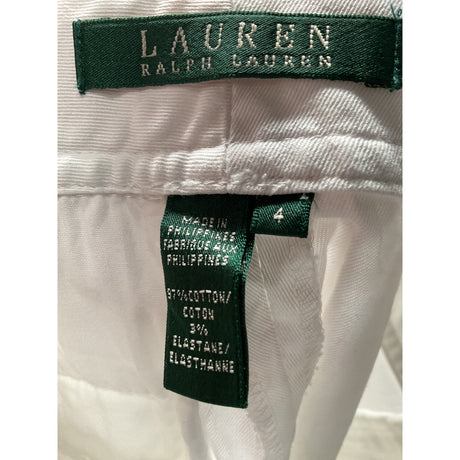 LAUREN
RALPH LAUREN
4
MADE IN
PHILIPPINES
FABRIQUE AUX
PHILIPPINES
97%COTTON/
COTON
3%
ELASTANE/
ELASTHANNE